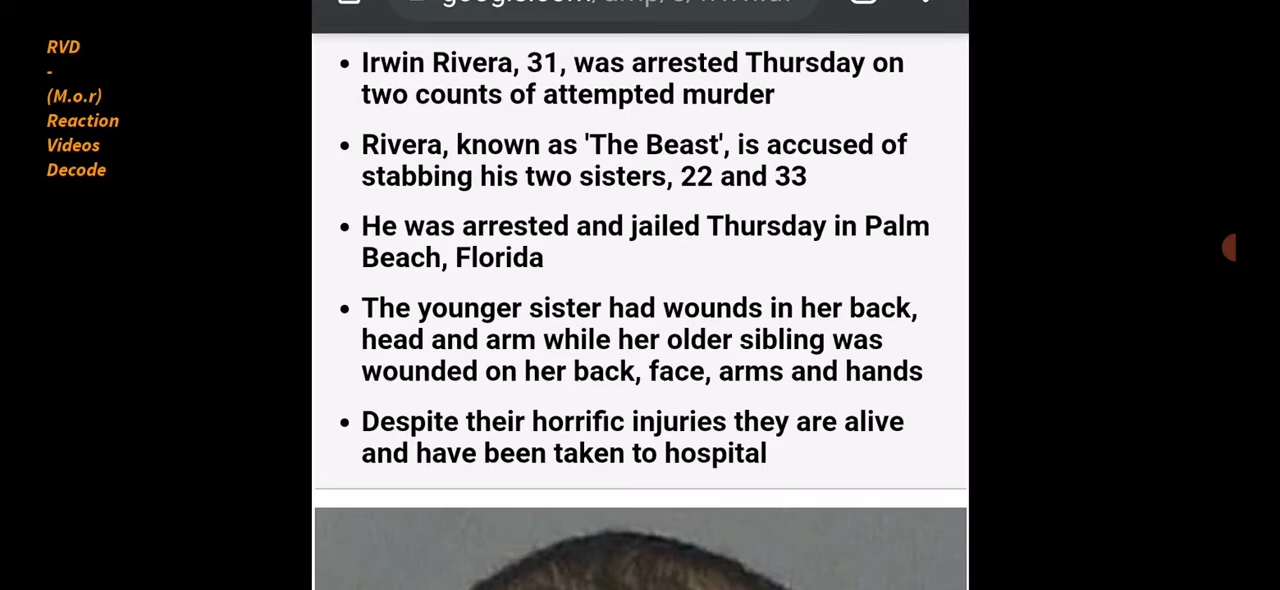 RVD
-
(M.o.r)
Reaction
Videos
Decode
• Irwin Rivera, 31, was arrested Thursday on
two counts of attempted murder
• Rivera, known as 'The Beast', is accused of
stabbing his two sisters, 22 and 33
• He was arrested and jailed Thursday in Palm
Beach, Florida
• The younger sister had wounds in her back,
head and arm while her older sibling was
wounded on her back, face, arms and hands
• Despite their horrific injuries they are alive
and have been taken to hospital